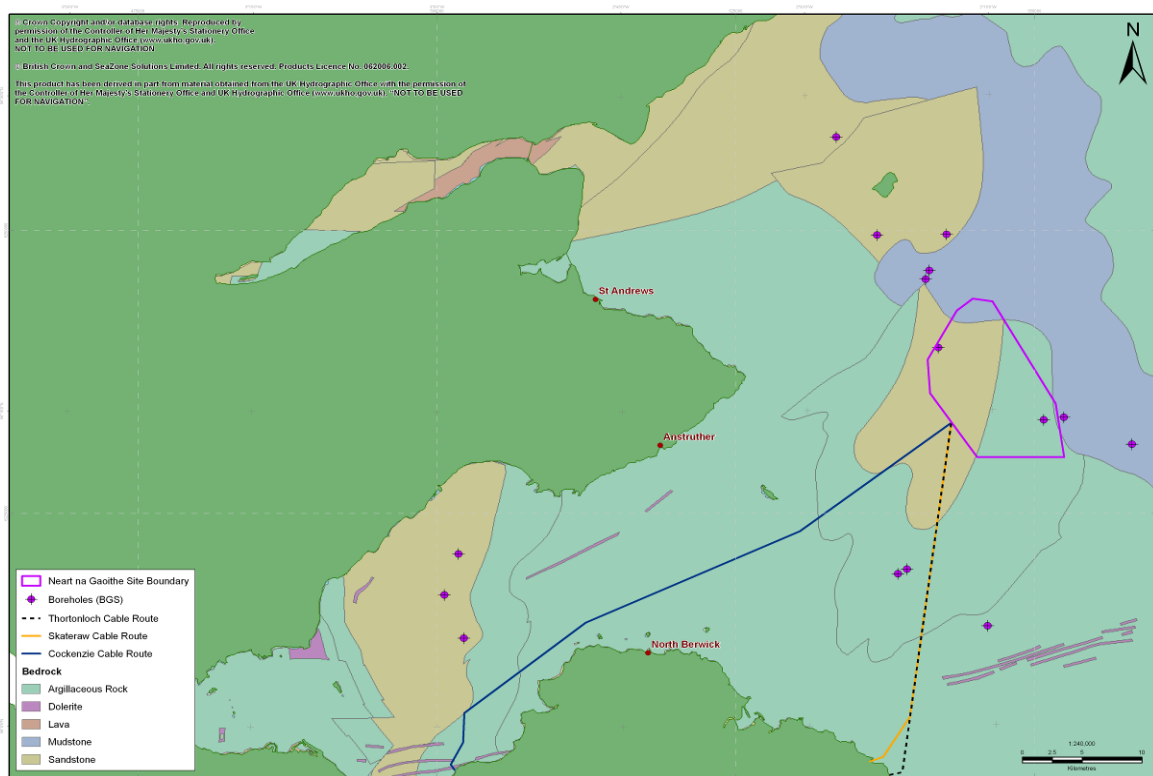 © Crown Copyright and/or database rights. Reproduced by
permission of the Controller of Her Majesty's Stationery Office
and the UK Hydrographic Office (www.ukho.gov.uk).
NOT TO BE USED FOR NAVIGATION
© British Crown and SeaZone Solutions Limited. All rights reserved. Products Licence No. 062006.002.
This product has been derived in part from material obtained from the UK Hydrographic Office with the permission of
the Controller of Her Majesty's Stationery Office and UK Hydrographic Office (www.ukho.gov.uk). "NOT TO BE USED
FOR NAVIGATION".
N
St Andrews
Anstruther
North Berwick
Neart na Gaoithe Site Boundary
Boreholes (BGS)
Thortonloch Cable Route
Skateraw Cable Route
Cockenzie Cable Route
Bedrock
Argillaceous Rock
Dolerite
Lava
Mudstone
Sandstone
1:240,000
0 2.5 5 10
Kilometres